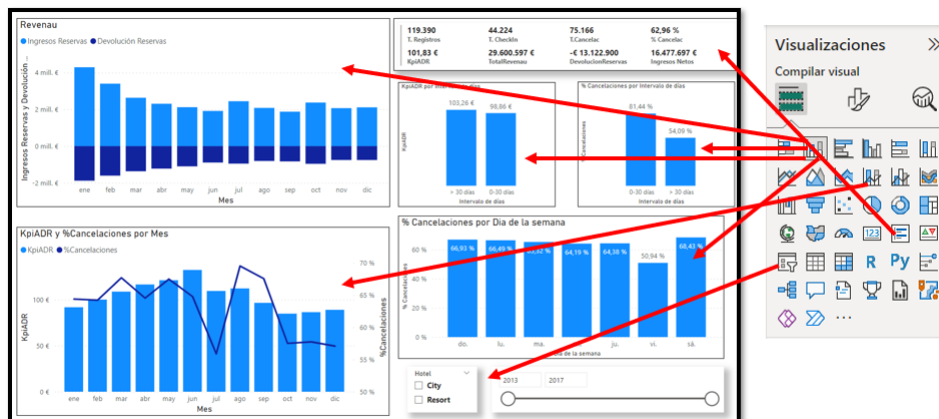 Revenau
Ingresos Reservas Devolución Reservas
Ingresos Reservas y Devolución ...
4 mill. €
2 mill. €
0 mill. €
-2 mill. €
ene feb mar abr may jun jul ago sep oct nov dic
Mes
119.390 44.224 75.166 62,96 %
T. Registros T. CheckIn T.Cancelac % Cancelac
101,83 € 29.600.597 € -€ 13.122.900 16.477.697 €
KpiADR TotalRevenau DevolucionReservas Ingresos Netos
KpiADR por Intervalo de días
KpiADR
103,26 € 98,86 €
> 30 días 0-30 días
Intervalo de días
% Cancelaciones por Intervalo de días
%Cancelaciones
81,44 %
54,09 %
0-30 días > 30 días
Intervalo de días
KpiADR y %Cancelaciones por Mes
KpiADR %Cancelaciones
KpiADR
100 €
50 €
0 €
70 %
65 %
60 %
55 %
50 %
%Cancelaciones
ene feb mar abr may jun jul ago sep oct nov dic
Mes
% Cancelaciones por Dia de la semana
% Cancelaciones
60 %
40 %
20 %
0 %
66,93 % 66,49 % 64,19 % 64,58 % 50,94 % 68,43 %
do. lu. ma. ju. vi. sá.
de la semana
Hotel
City
Resort
2013 2017
Visualizaciones
Compilar visual
123
R Py